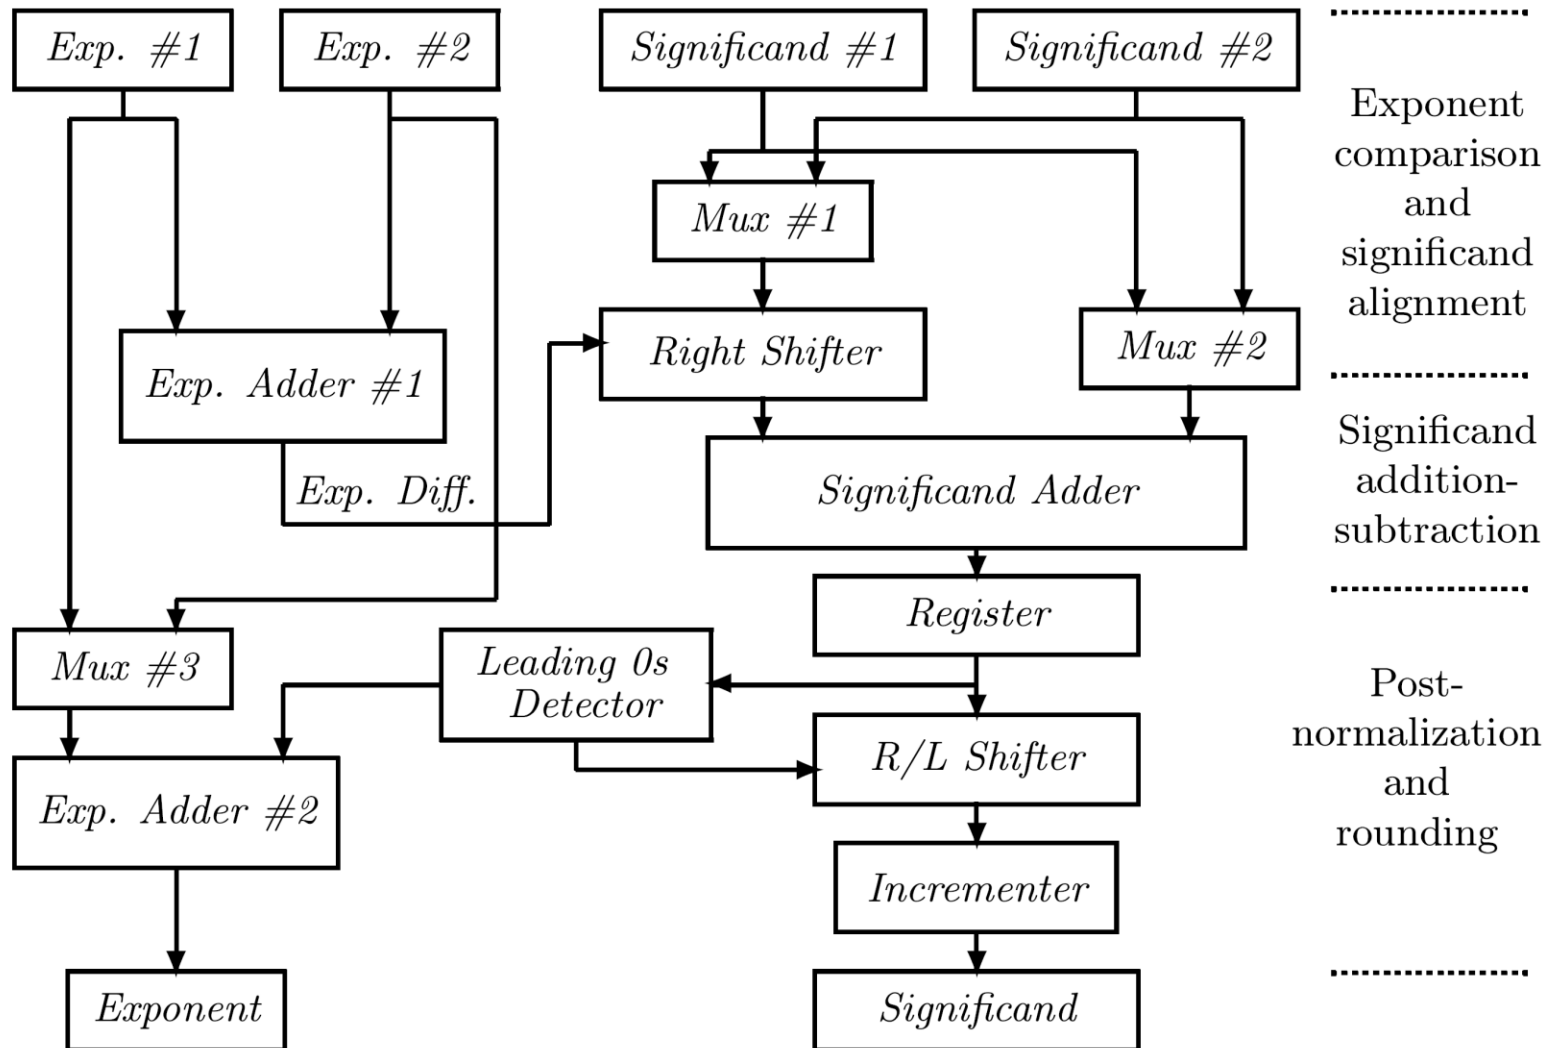 Exp. #1
Exp. #2
Significand #1
Significand #2
Exponent
comparison
and
significand
alignment
Mux #1
Right Shifter
Mux #2
Exp. Adder #1
Significand
addition-
subtraction
Exp. Diff.
Significand Adder
Register
Mux #3
Leading 0s
Detector
Post-
normalization
and
rounding
R/L Shifter
Exp. Adder #2
Incrementer
Exponent
Significand